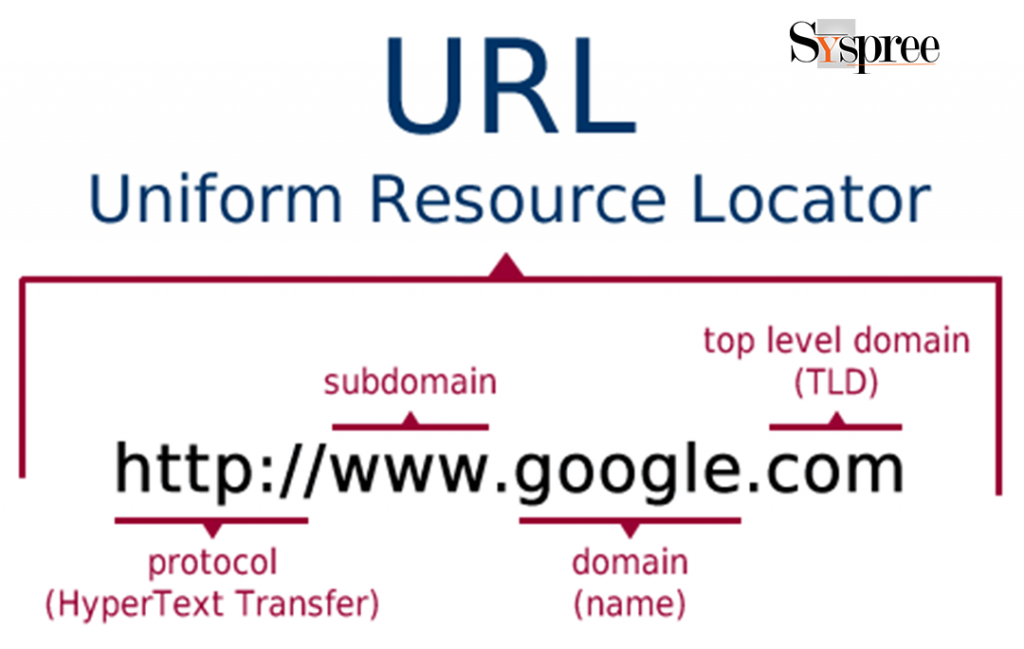 Syspree
URL
Uniform Resource Locator
top level domain
(TLD)
subdomain
http://www.google.com
protocol
(HyperText Transfer)
domain
(name)